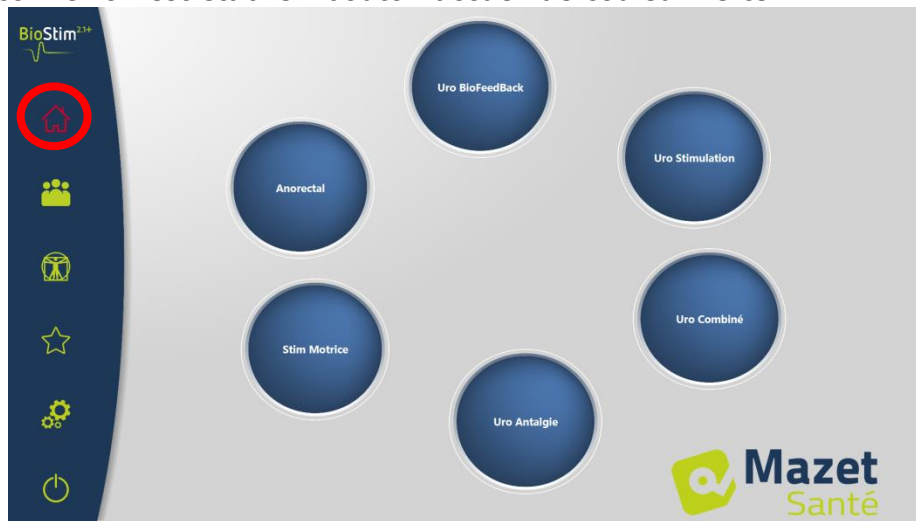 BioStim2.1+
Uro BioFeedBack
Uro Stimulation
Anorectal
Uro Combiné
Stim Motrice
Uro Antalgie
Mazet
Santé